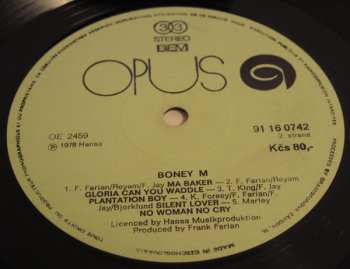 33
STEREO
BEM
OPUS
OE 2459
℗ 1978 Hansa
91 16 0742
2. strana
Kčs 80,-
BONEY M
1. F. Farian/Reyam/F. Jay MA BAKER – 2. F. Farian/Reyam
GLORIA CAN YOU WADDLE – 3. T. King/F. Jay
PLANTATION BOY – 4. K. Forsey/F. Farian/F.
Jay/Bjorklund SILENT LOVER – 5. Marley
NO WOMAN NO CRY
Licenced by Hansa Musikproduktion
Produced by Frank Farian
MADE IN CZECHOSLOVAKIA